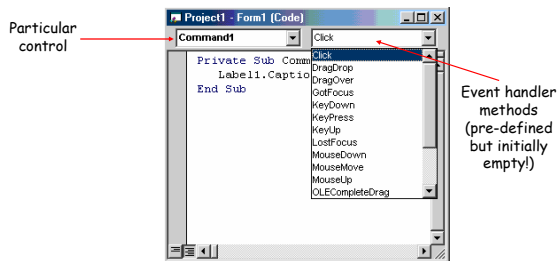 Particular
control
Project1 - Form1 (Code)
Command1
Click
Private Sub Comm
Label1.Captio
End Sub
Click
DragDrop
DragOver
GotFocus
KeyDown
KeyPress
KeyUp
LostFocus
MouseDown
MouseMove
MouseUp
OLECompleteDrag
Event handler
methods
(pre-defined
but initially
empty!)